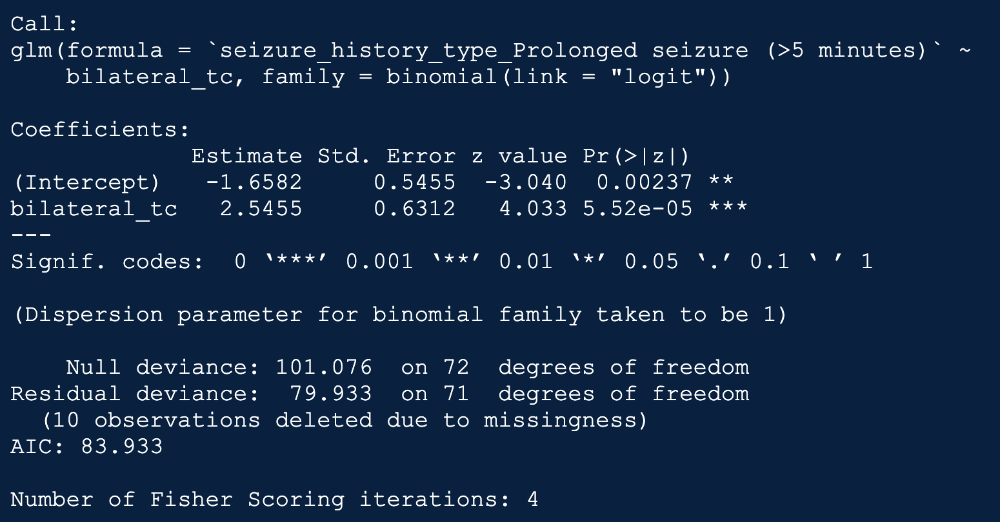 Call:
glm(formula = `seizure_history_type_Prolonged seizure (>5 minutes)` ~
    bilateral_tc, family = binomial(link = "logit"))

Coefficients:
             Estimate Std. Error z value Pr(>|z|)
(Intercept)   -1.6582     0.5455  -3.040  0.00237 **
bilateral_tc   2.5455     0.6312   4.033 5.52e-05 ***
---
Signif. codes:  0 ‘***’ 0.001 ‘**’ 0.01 ‘*’ 0.05 ‘.’ 0.1 ‘ ’ 1

(Dispersion parameter for binomial family taken to be 1)

    Null deviance: 101.076  on 72  degrees of freedom
Residual deviance:  79.933  on 71  degrees of freedom
  (10 observations deleted due to missingness)
AIC: 83.933

Number of Fisher Scoring iterations: 4